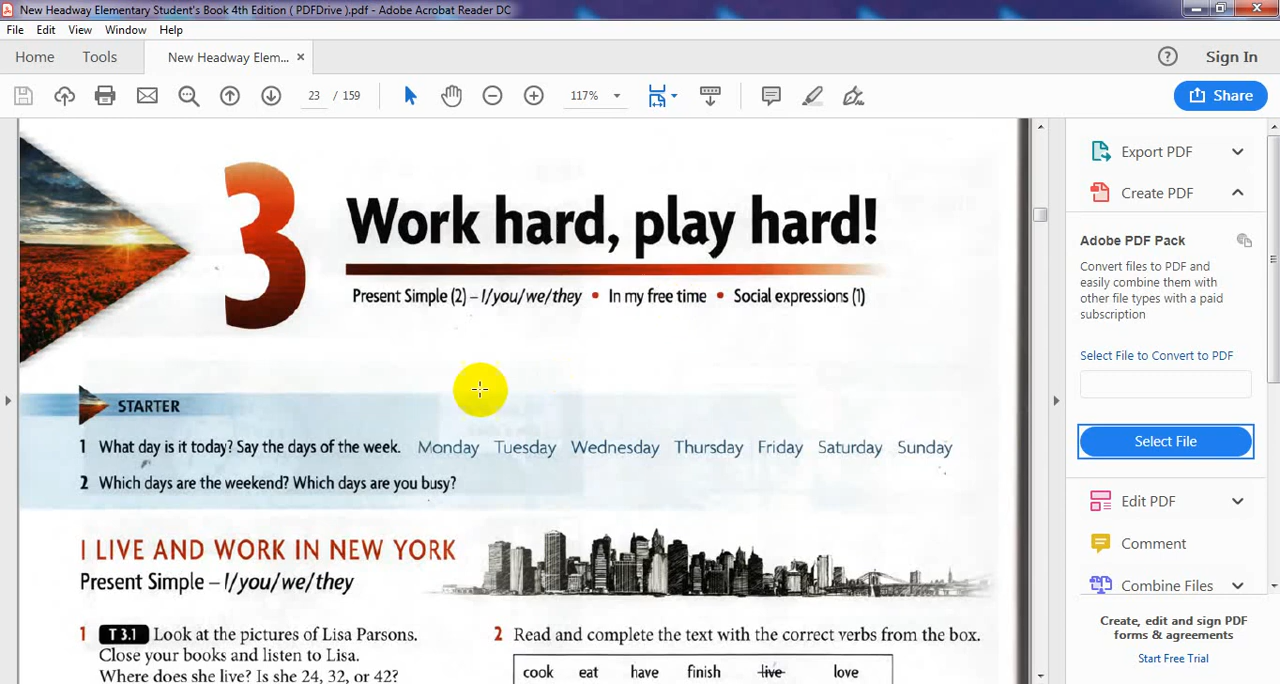 New Headway Elementary Student's Book 4th Edition ( PDFDrive ).pdf - Adobe Acrobat Reader DC
File Edit View Window Help
Home Tools New Headway Elem... × Sign In
23 / 159 117% Share
3
Work hard, play hard!
Present Simple (2) – I/you/we/they • In my free time • Social expressions (1)
STARTER
1 What day is it today? Say the days of the week. Monday Tuesday Wednesday Thursday Friday Saturday Sunday
2 Which days are the weekend? Which days are you busy?
I LIVE AND WORK IN NEW YORK
Present Simple – I/you/we/they
1 T 3.1 Look at the pictures of Lisa Parsons.
Close your books and listen to Lisa.
Where does she live? Is she 24, 32, or 42?
2 Read and complete the text with the correct verbs from the box.
cook eat have finish live love
Export PDF
Create PDF
Adobe PDF Pack
Convert files to PDF and
easily combine them with
other file types with a paid
subscription
Select File to Convert to PDF
Select File
Edit PDF
Comment
Combine Files
Create, edit and sign PDF
forms & agreements
Start Free Trial